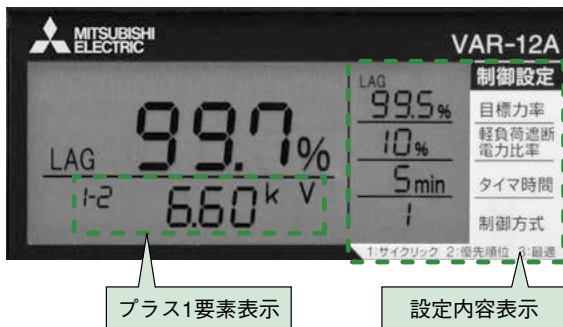 MITSUBISHI
ELECTRIC
VAR-12A
LAG 99.7%
1-2 6.60 k V
制御設定
LAG
99.5%
目標力率
10%
軽負荷遮断
電力比率
5 min
タイマ時間
1
制御方式
1:サイクリック 2:優先順位 3:最適
プラス1要素表示
設定内容表示